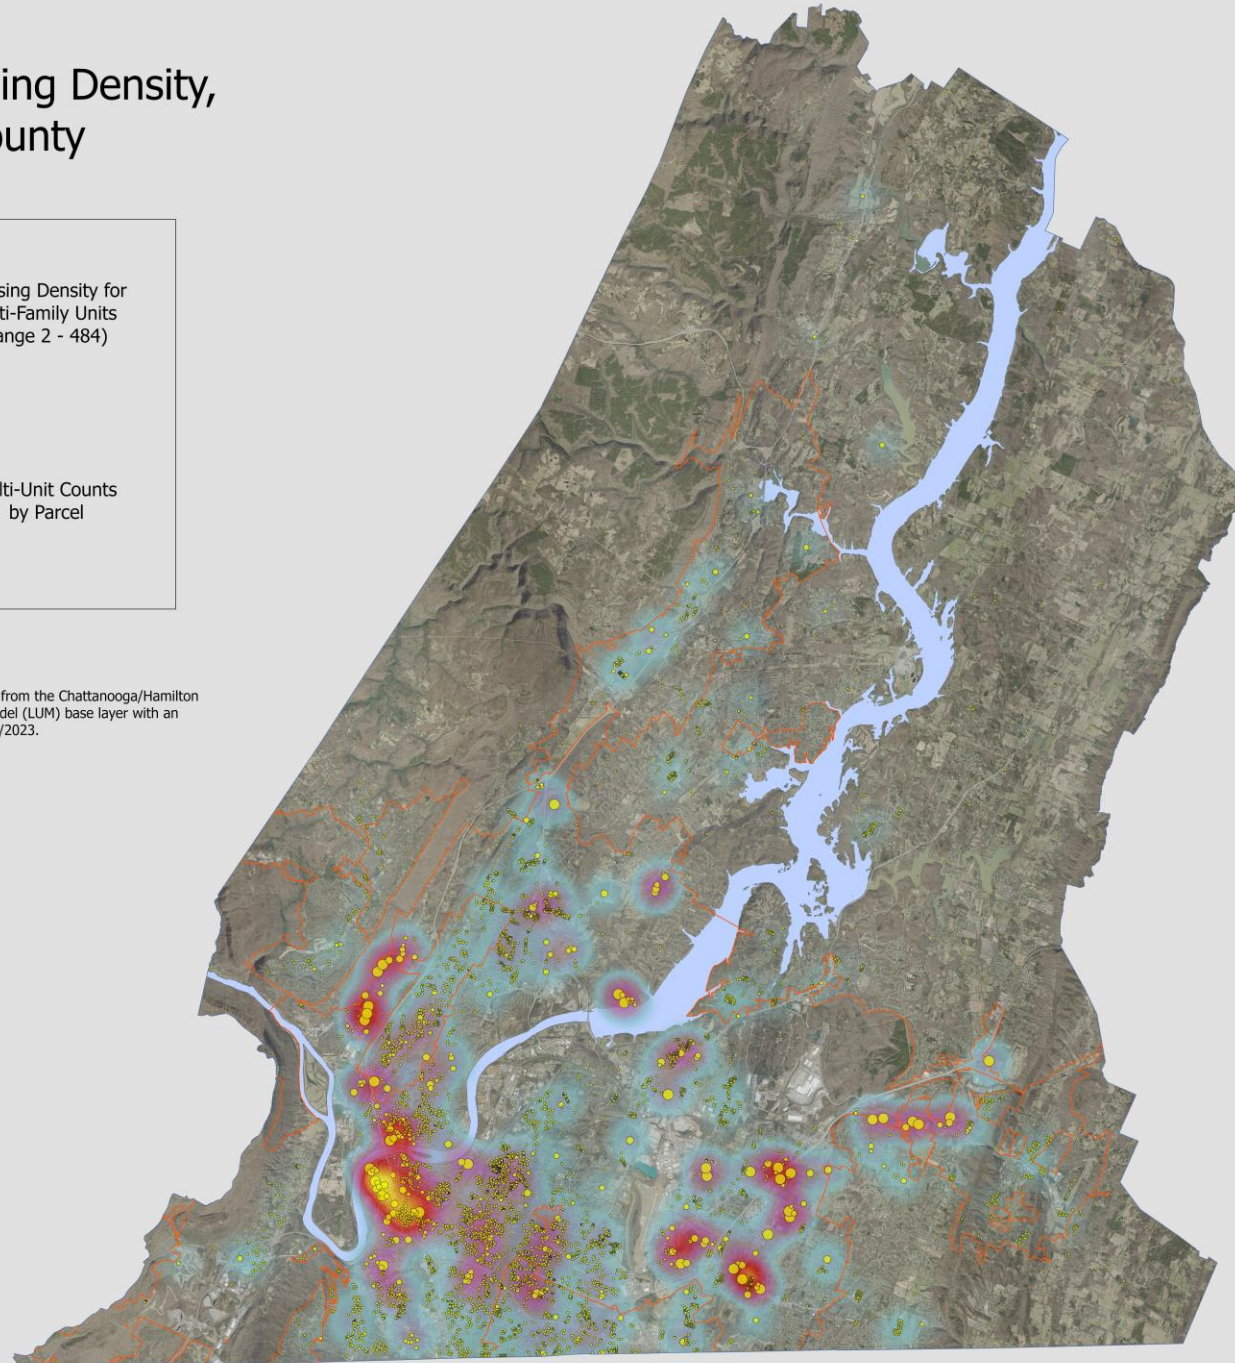 ing Density,
ounty
sing Density for
ti-Family Units
ange 2 - 484)
lti-Unit Counts
by Parcel
from the Chattanooga/Hamilton
del (LUM) base layer with an
/2023.